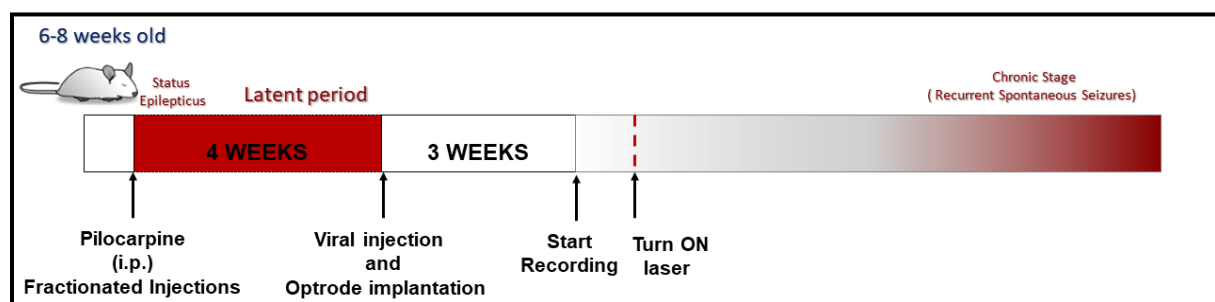 6-8 weeks old
Status
Epilepticus
Latent period
Chronic Stage
( Recurrent Spontaneous Seizures)
4 WEEKS
3 WEEKS
Pilocarpine
(i.p.)
Fractionated Injections
Viral injection
and
Optrode implantation
Start
Recording
Turn ON
laser